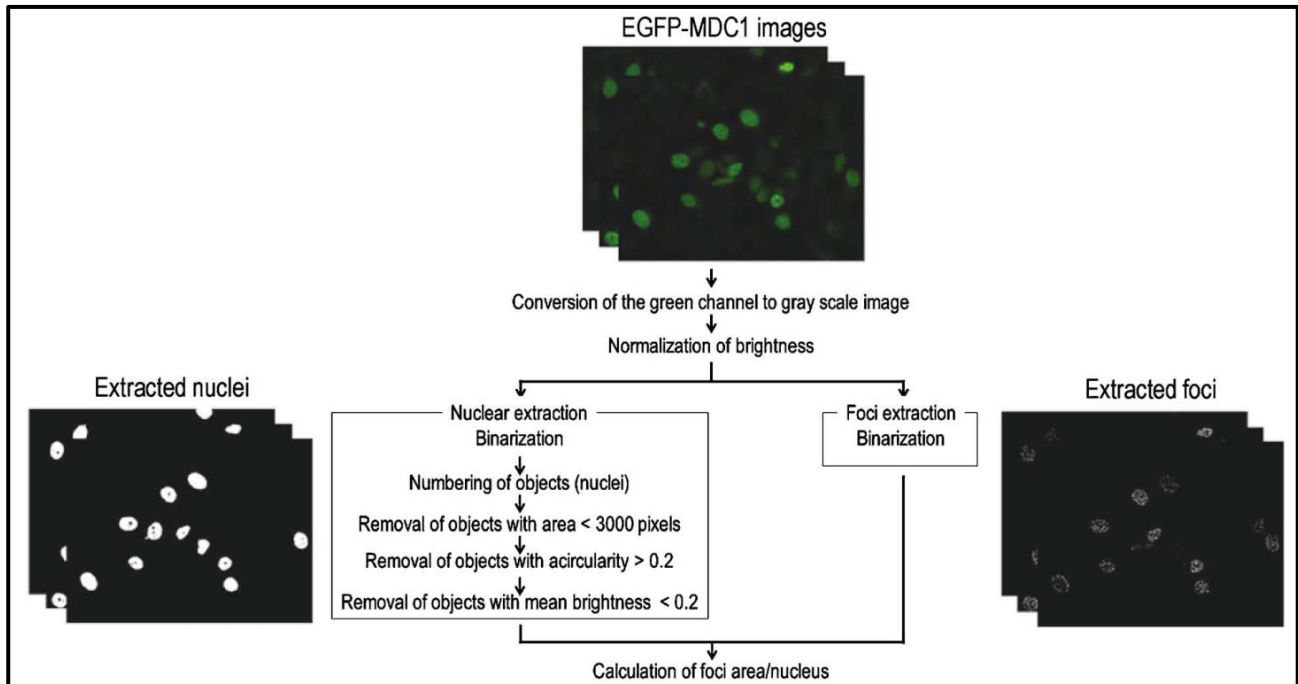 EGFP-MDC1 images
Conversion of the green channel to gray scale image
Normalization of brightness
Extracted nuclei
Nuclear extraction
Binarization
Numbering of objects (nuclei)
Removal of objects with area < 3000 pixels
Removal of objects with acircularity > 0.2
Removal of objects with mean brightness < 0.2
Foci extraction
Binarization
Extracted foci
Calculation of foci area/nucleus